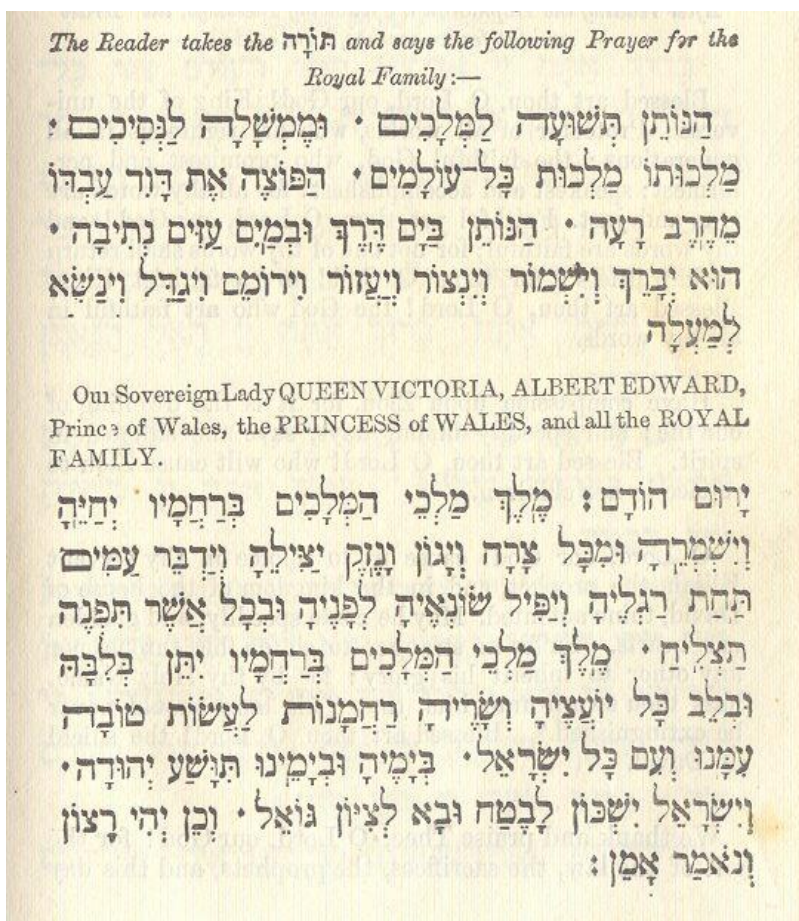 The Reader takes the תּוֹרָה and says the following Prayer for the
Royal Family:—
הַנּוֹתֵן תְּשׁוּעָה לַמְּלָכִים · וּמֶמְשָׁלָה לַנְּסִיכִים ·
מַלְכוּתוֹ מַלְכוּת כָּל־עוֹלָמִים · הַפּוֹצֶה אֶת דָּוִד עַבְדּוֹ
מֵחֶרֶב רָעָה · הַנּוֹתֵן בַּיָּם דֶּרֶךְ וּבְמַיִם עַזִּים נְתִיבָה ·
הוּא יְבָרֵךְ וְיִשְׁמוֹר וְיִנְצוֹר וְיַעֲזוֹר וִירוֹמֵם וִיגַדֵּל וִינַשֵּׂא
לְמַעְלָה
Our Sovereign Lady QUEEN VICTORIA, ALBERT EDWARD,
Prince of Wales, the PRINCESS of WALES, and all the ROYAL
FAMILY.
יָרוּם הוֹדָם: מֶלֶךְ מַלְכֵי הַמְּלָכִים בְּרַחֲמָיו יְחַיֶּהָ
וְיִשְׁמְרֶהָ וּמִכָּל צָרָה וְיָגוֹן וָנֶזֶק יַצִּילֶהָ וְיַדְבֵּר עַמִּים
תַּחַת רַגְלֶיהָ וְיַפִּיל שׂוֹנְאֶיהָ לְפָנֶיהָ וּבְכָל אֲשֶׁר תִּפְנֶה
תַּצְלִיחַ · מֶלֶךְ מַלְכֵי הַמְּלָכִים בְּרַחֲמָיו יִתֵּן בְּלִבָּהּ
וּבְלֵב כָּל יוֹעֲצֶיהָ וְשָׂרֶיהָ רַחֲמָנוּת לַעֲשׂוֹת טוֹבָה
עִמָּנוּ וְעִם כָּל יִשְׂרָאֵל · בְּיָמֶיהָ וּבְיָמֵינוּ תִּוָּשַׁע יְהוּדָה ·
וְיִשְׂרָאֵל יִשְׁכּוֹן לָבֶטַח וּבָא לְצִיּוֹן גּוֹאֵל · וְכֵן יְהִי רָצוֹן
וְנֹאמַר אָמֵן: